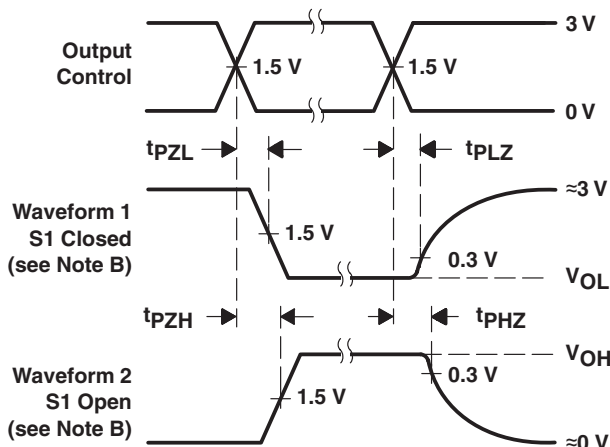 3 V
Output
Control
1.5 V
1.5 V
0 V
tPZL
tPLZ
≈3 V
Waveform 1
S1 Closed
(see Note B)
1.5 V
0.3 V
VOL
tPZH
tPHZ
VOH
Waveform 2
S1 Open
(see Note B)
1.5 V
0.3 V
≈0 V